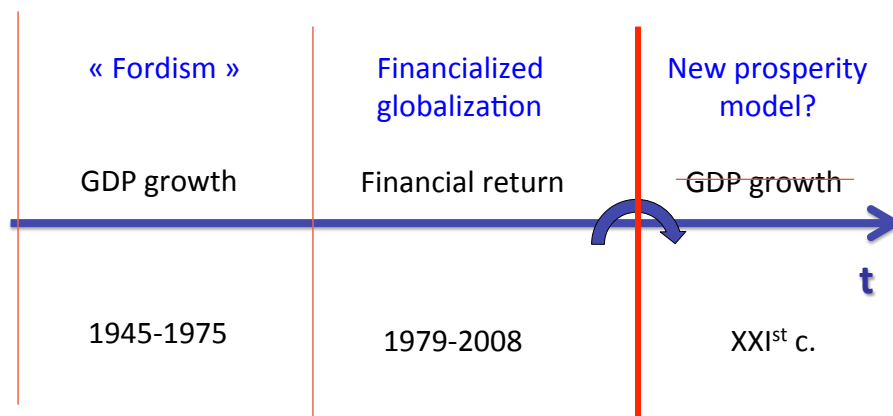 « Fordism »
Financialized
globalization
New prosperity
model?
GDP growth
Financial return
GDP growth
t
1945-1975
1979-2008
XXIst c.